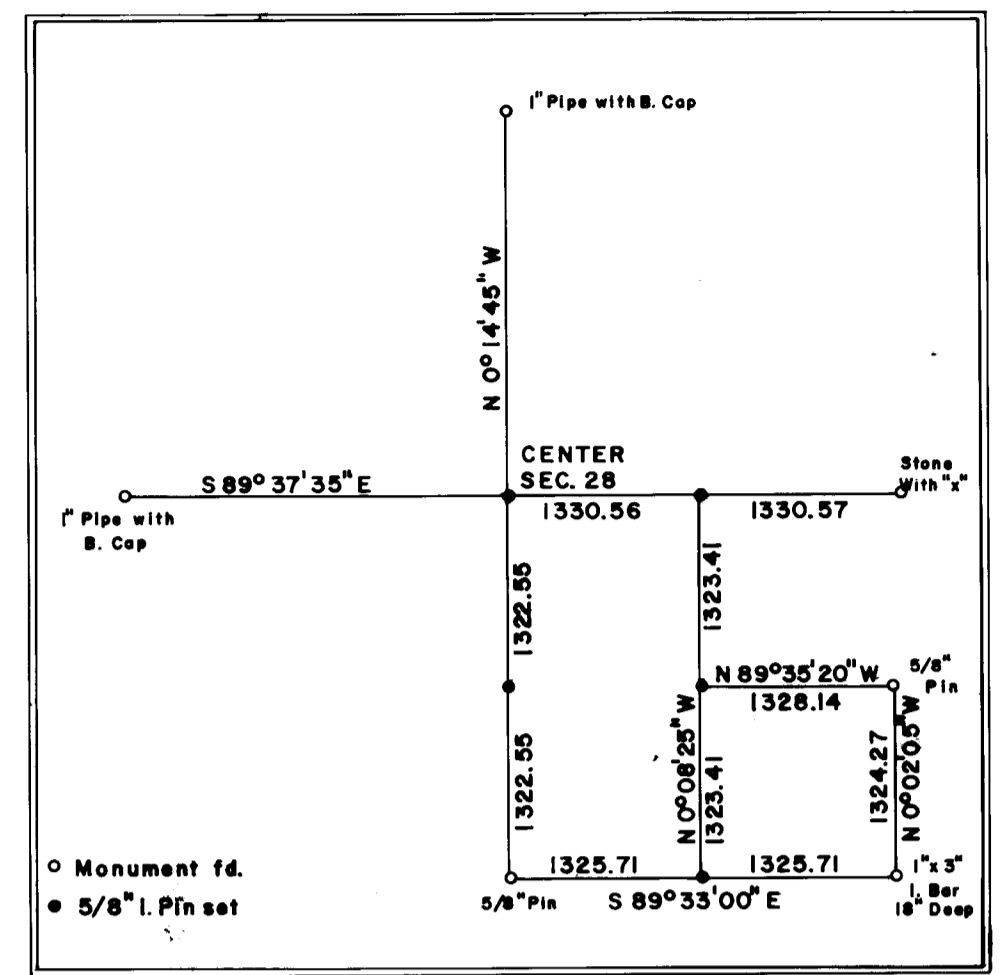 1" Pipe with B. Cap
N 0° 14' 45" W
CENTER
SEC. 28
S 89° 37' 35" E
1330.56
1330.57
Stone
With "x"
1" Pipe with
B. Cap
1322.55
1323.41
N 89° 35' 20" W
1328.14
5/8"
Pin
1322.55
N 0° 08' 25" W
1323.41
1324.27
N 0° 02' 05" W
1325.71
1325.71
5/8" Pin
S 89° 33' 00" E
1" x 3"
I. Bar
18" Deep
Monument fd.
5/8" I. Pin set